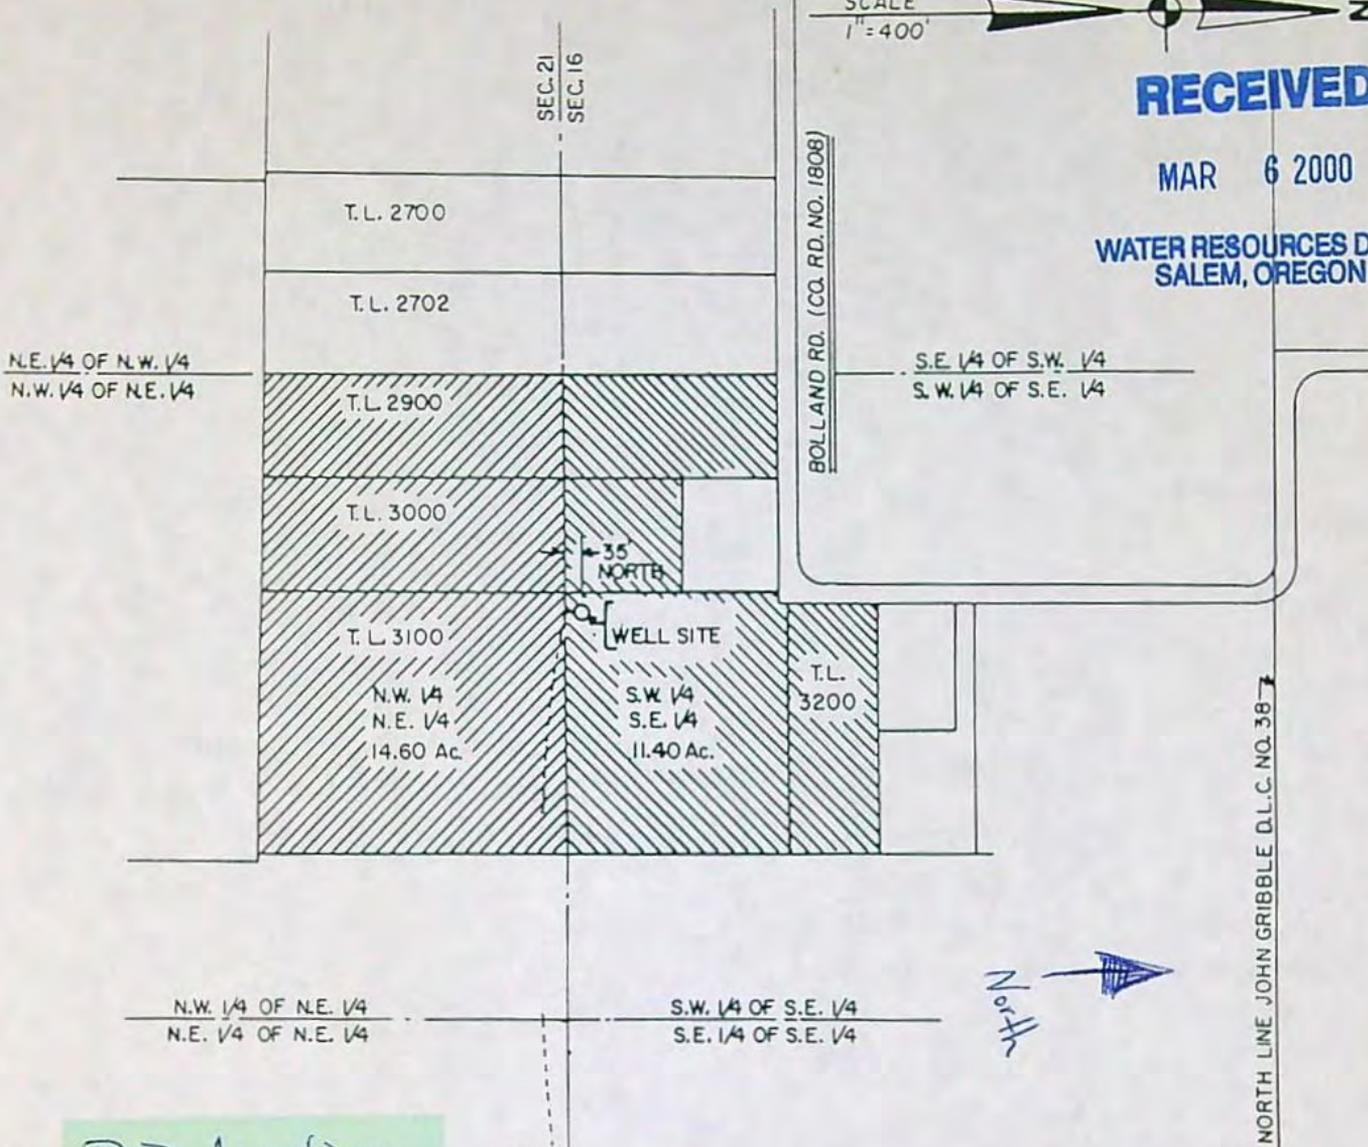 SCALE
1"=400'
N
RECEIVED
MAR 6 2000
WATER RESOURCES D
SALEM, OREGON
SEC. 21
SEC. 16
BOLLAND RD. (CO. RD. NO. 1808)
T.L. 2700
T.L. 2702
N.E. 1/4 OF N.W. 1/4
N.W. 1/4 OF N.E. 1/4
S.E. 1/4 OF S.W. 1/4
S.W. 1/4 OF S.E. 1/4
T.L. 2900
T.L. 3000
35'
NORTH
WELL SITE
T.L. 3100
N.W. 1/4
N.E. 1/4
14.60 Ac.
S.W. 1/4
S.E. 1/4
11.40 Ac.
T.L.
3200
NORTH LINE JOHN GRIBBLE D.L.C. NO. 38
North
N.W. 1/4 OF N.E. 1/4
N.E. 1/4 OF N.E. 1/4
S.W. 1/4 OF S.E. 1/4
S.E. 1/4 OF S.E. 1/4